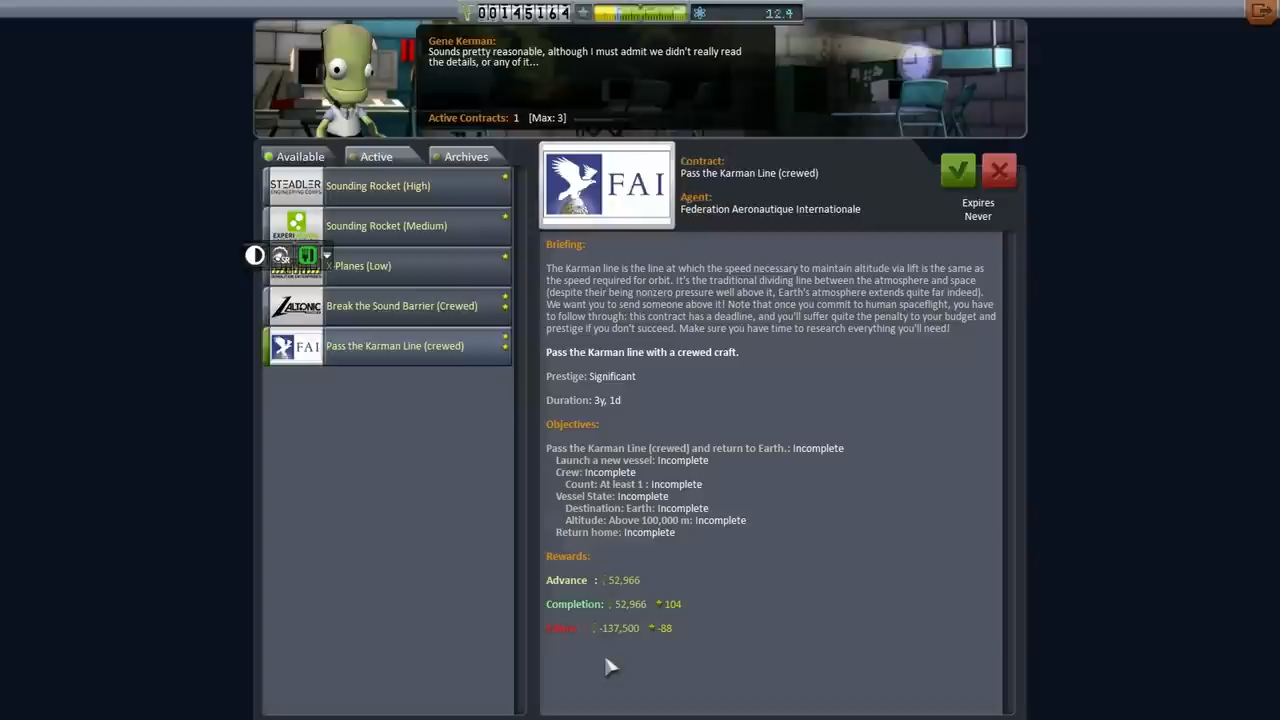 00145164
12.4
Gene Kerman:
Sounds pretty reasonable, although I must admit we didn't really read
the details, or any of it...
Active Contracts: 1 [Max: 3]
Available
Active
Archives
STEADLER
ENGINEERING CORPS
Sounding Rocket (High)
Sounding Rocket (Medium)
SR
X-Planes (Low)
ZALTONIC
Break the Sound Barrier (Crewed)
FAI
Pass the Karman Line (crewed)
FAI
Contract:
Pass the Karman Line (crewed)
Agent:
Federation Aeronautique Internationale
Expires
Never
Briefing:
The Karman line is the line at which the speed necessary to maintain altitude via lift is the same as
the speed required for orbit. It's the traditional dividing line between the atmosphere and space
(despite their being nonzero pressure well above it, Earth's atmosphere extends quite far indeed).
We want you to send someone above it! Note that once you commit to human spaceflight, you have
to follow through: this contract has a deadline, and you'll suffer quite the penalty to your budget and
prestige if you don't succeed. Make sure you have time to research everything you'll need!
Pass the Karman line with a crewed craft.
Prestige: Significant
Duration: 3y, 1d
Objectives:
Pass the Karman Line (crewed) and return to Earth.: Incomplete
Launch a new vessel: Incomplete
Crew: Incomplete
Count: At least 1 : Incomplete
Vessel State: Incomplete
Destination: Earth: Incomplete
Altitude: Above 100,000 m: Incomplete
Return home: Incomplete
Rewards:
Advance : 52,966
Completion: 52,966 104
-137,500 -88